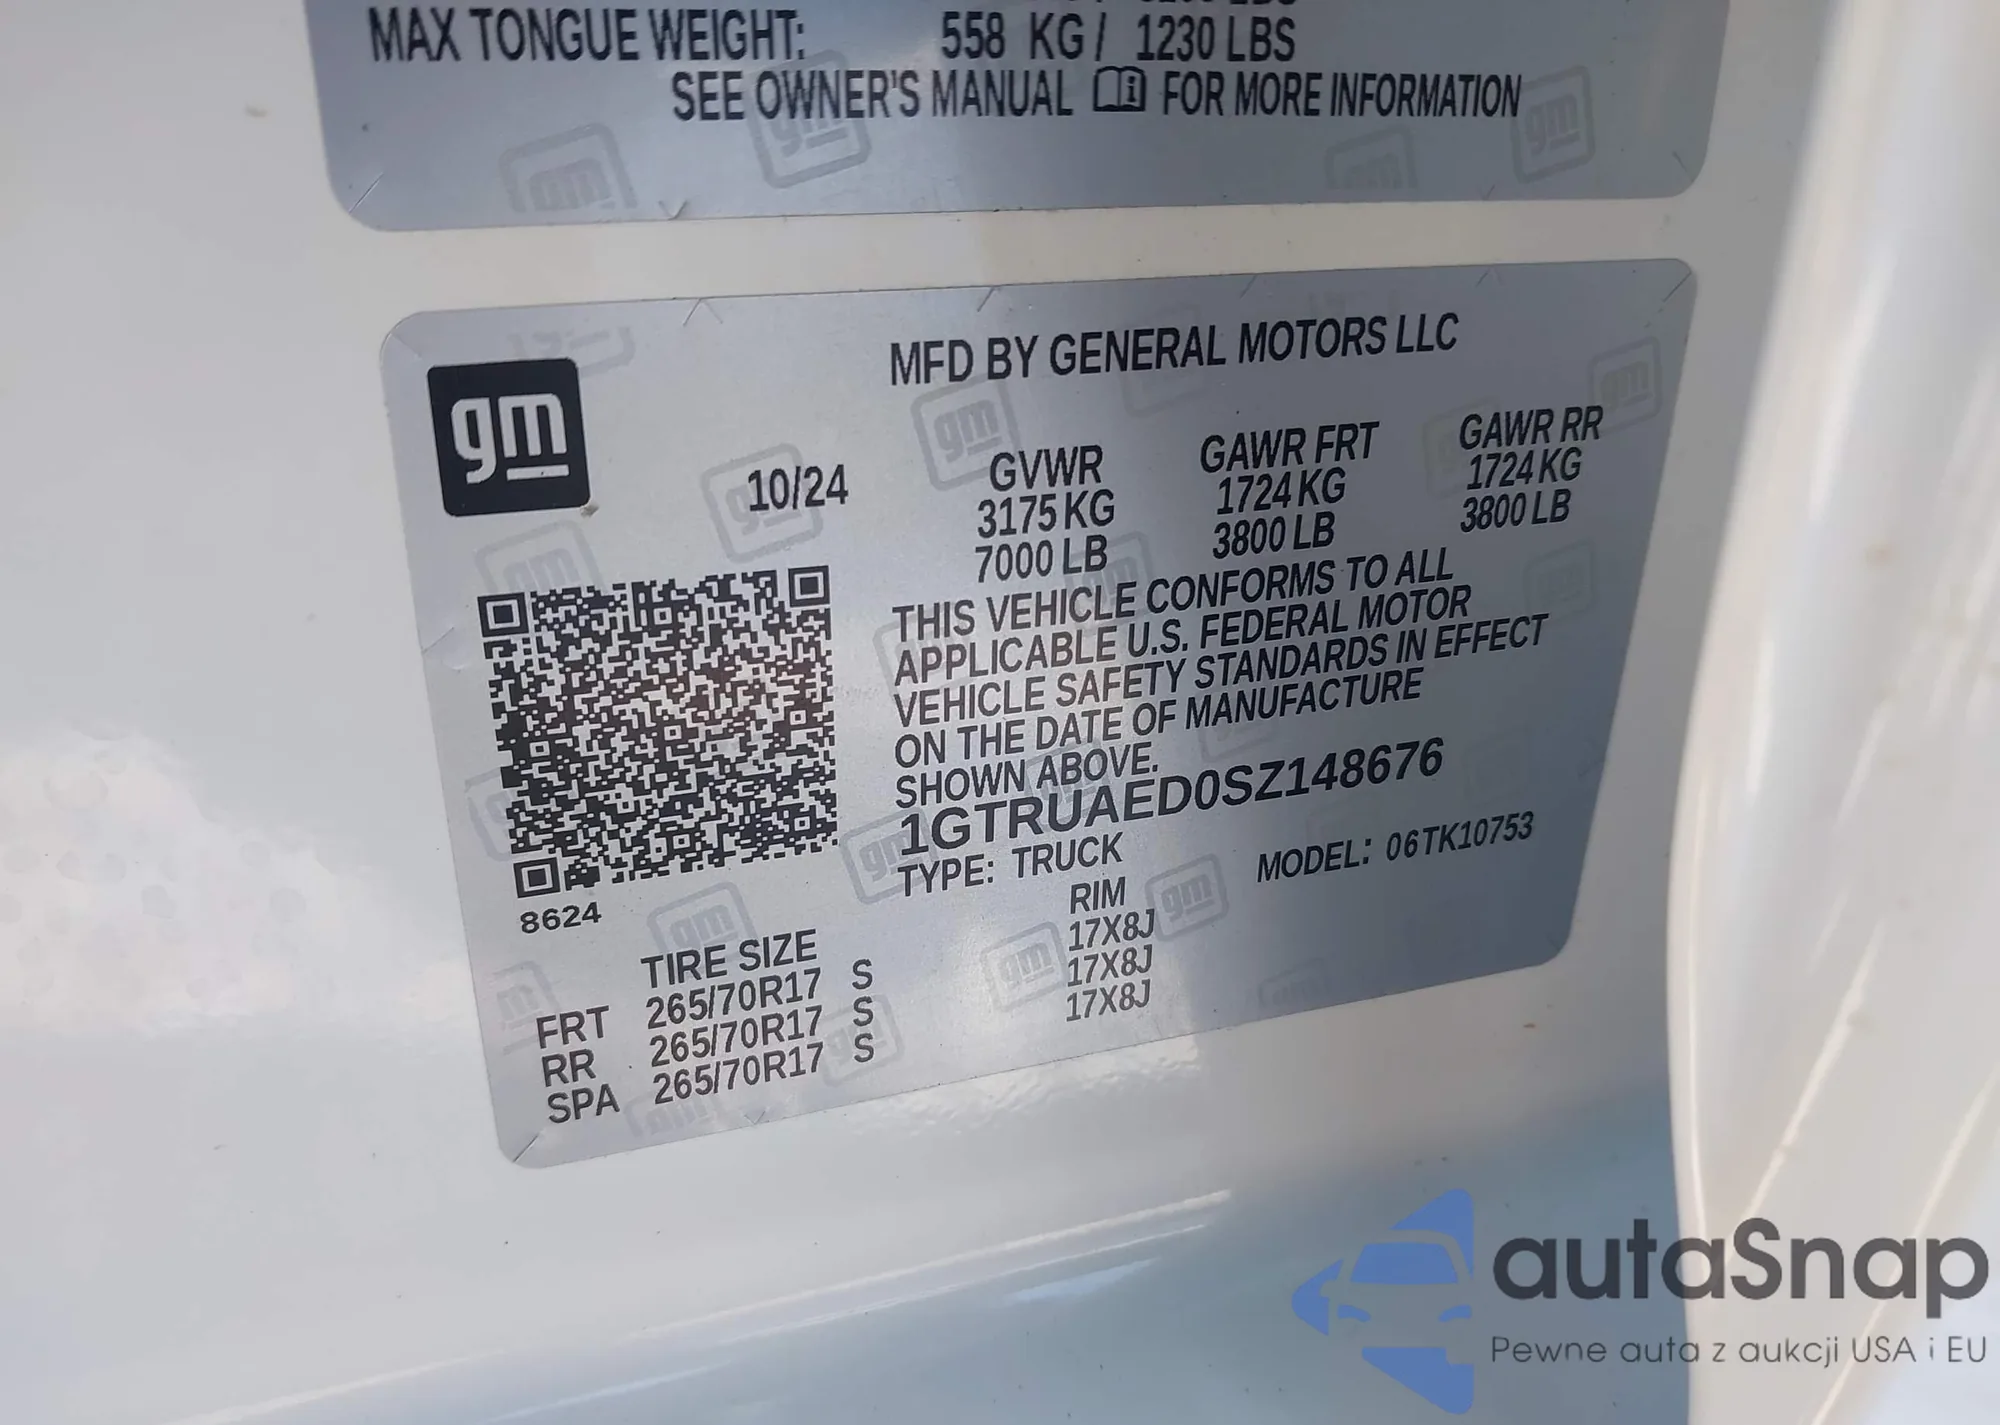 MAX TONGUE WEIGHT: 558 KG / 1230 LBS
SEE OWNER'S MANUAL FOR MORE INFORMATION
MFD BY GENERAL MOTORS LLC
gm
10/24 GVWR GAWR FRT GAWR RR
3175 KG 1724 KG 1724 KG
7000 LB 3800 LB 3800 LB
THIS VEHICLE CONFORMS TO ALL
APPLICABLE U.S. FEDERAL MOTOR
VEHICLE SAFETY STANDARDS IN EFFECT
ON THE DATE OF MANUFACTURE
SHOWN ABOVE.
1GTRUAED0SZ148676
TYPE: TRUCK MODEL: 06TK10753
8624
TIRE SIZE RIM
FRT 265/70R17 S 17X8J
RR 265/70R17 S 17X8J
SPA 265/70R17 S 17X8J
autaSnap
Pewne auta z aukcji USA i EU